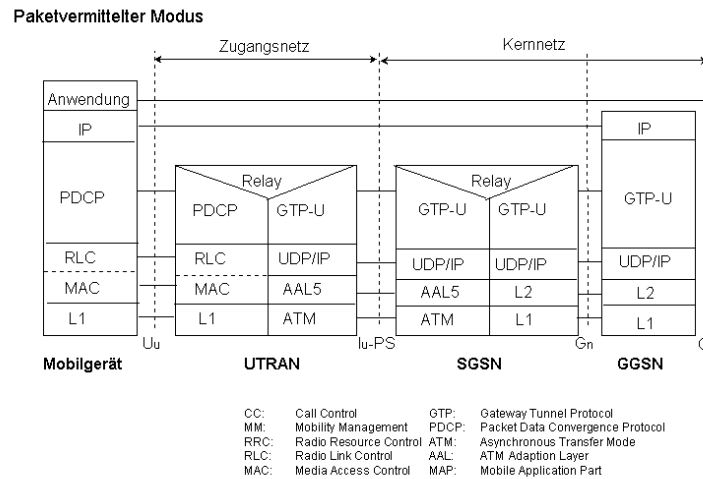 Paketvermittelter Modus
Zugangsnetz Kernnetz
Anwendung
IP IP
Relay Relay
PDCP PDCP GTP-U GTP-U GTP-U GTP-U
RLC RLC UDP/IP UDP/IP UDP/IP UDP/IP
MAC MAC AAL5 AAL5 L2 L2
L1 L1 ATM ATM L1 L1
Uu Iu-PS Gn G
Mobilgerät UTRAN SGSN GGSN
CC: Call Control GTP: Gateway Tunnel Protocol
MM: Mobility Management PDCP: Packet Data Convergence Protocol
RRC: Radio Resource Control ATM: Asynchronous Transfer Mode
RLC: Radio Link Control AAL: ATM Adaption Layer
MAC: Media Access Control MAP: Mobile Application Part